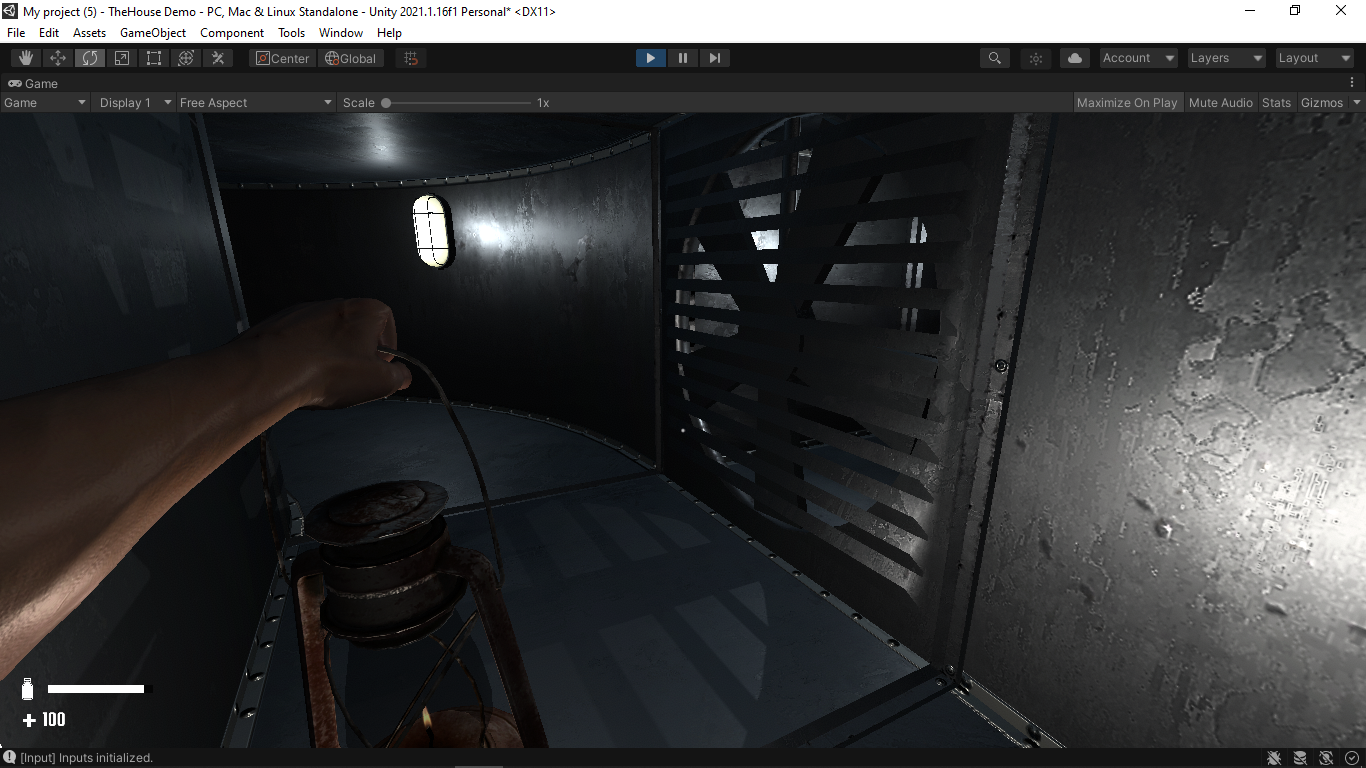 My project (5) - TheHouse Demo - PC, Mac & Linux Standalone - Unity 2021.1.16f1 Personal* <DX11>
File Edit Assets GameObject Component Tools Window Help
Center Global Account Layers Layout
Game
Game Display 1 Free Aspect Scale 1x Maximize On Play Mute Audio Stats Gizmos
+ 100
[Input] Inputs initialized.